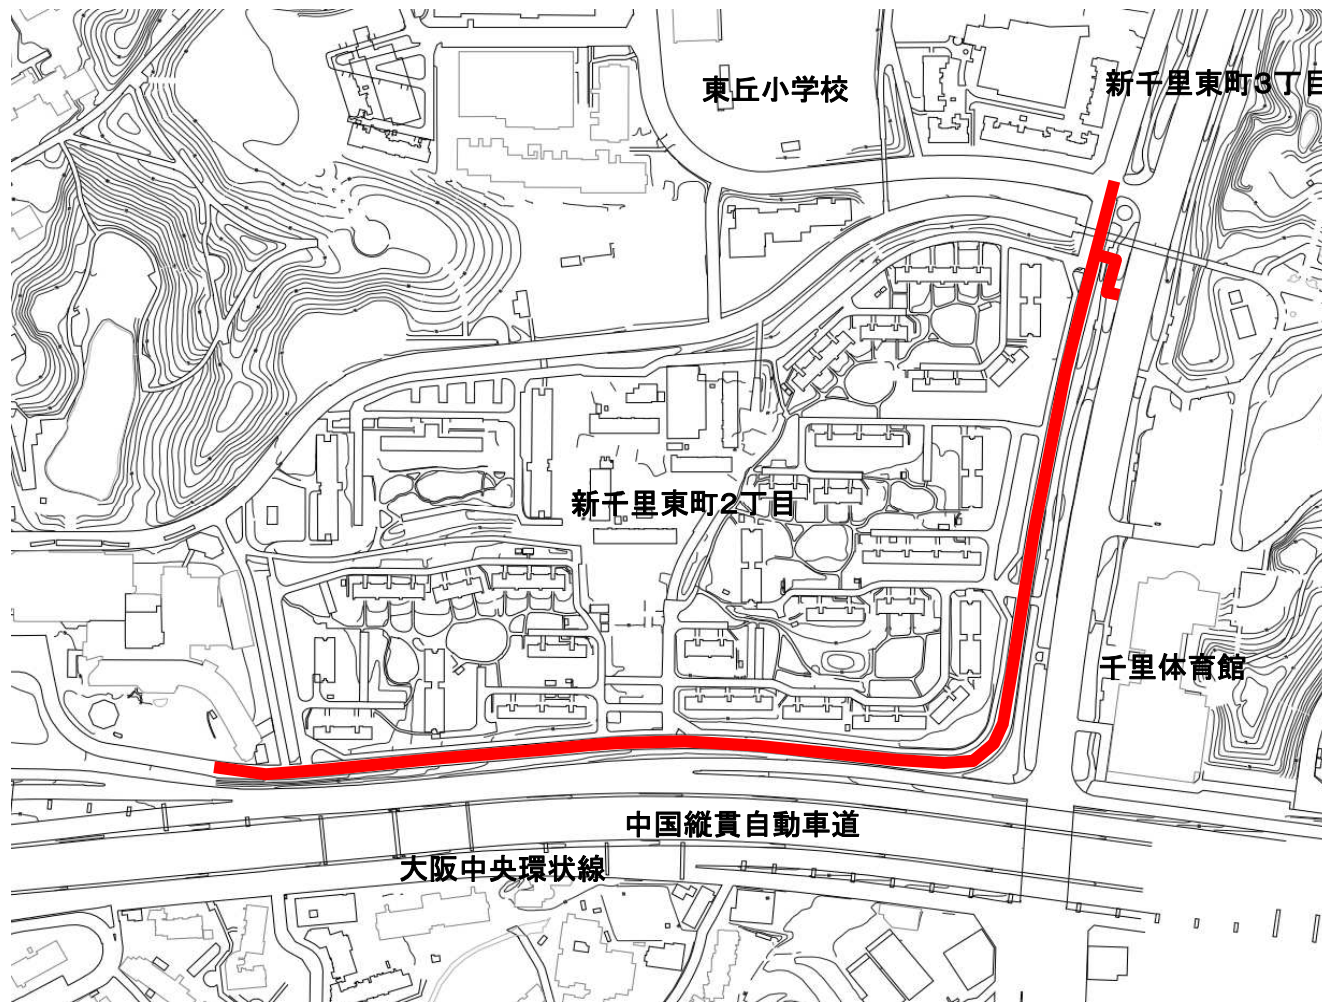 東丘小学校
新千里東町3丁目
新千里東町2丁目
千里体育館
中国縦貫自動車道
大阪中央環状線